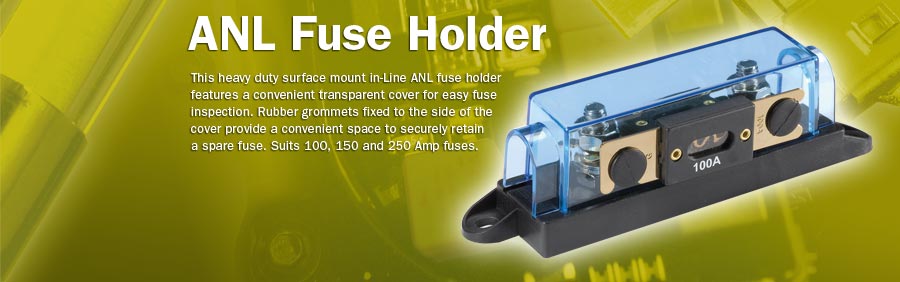 ANL Fuse Holder
This heavy duty surface mount in-Line ANL fuse holder
features a convenient transparent cover for easy fuse
inspection. Rubber grommets fixed to the side of the
cover provide a convenient space to securely retain
a spare fuse. Suits 100, 150 and 250 Amp fuses.
100A